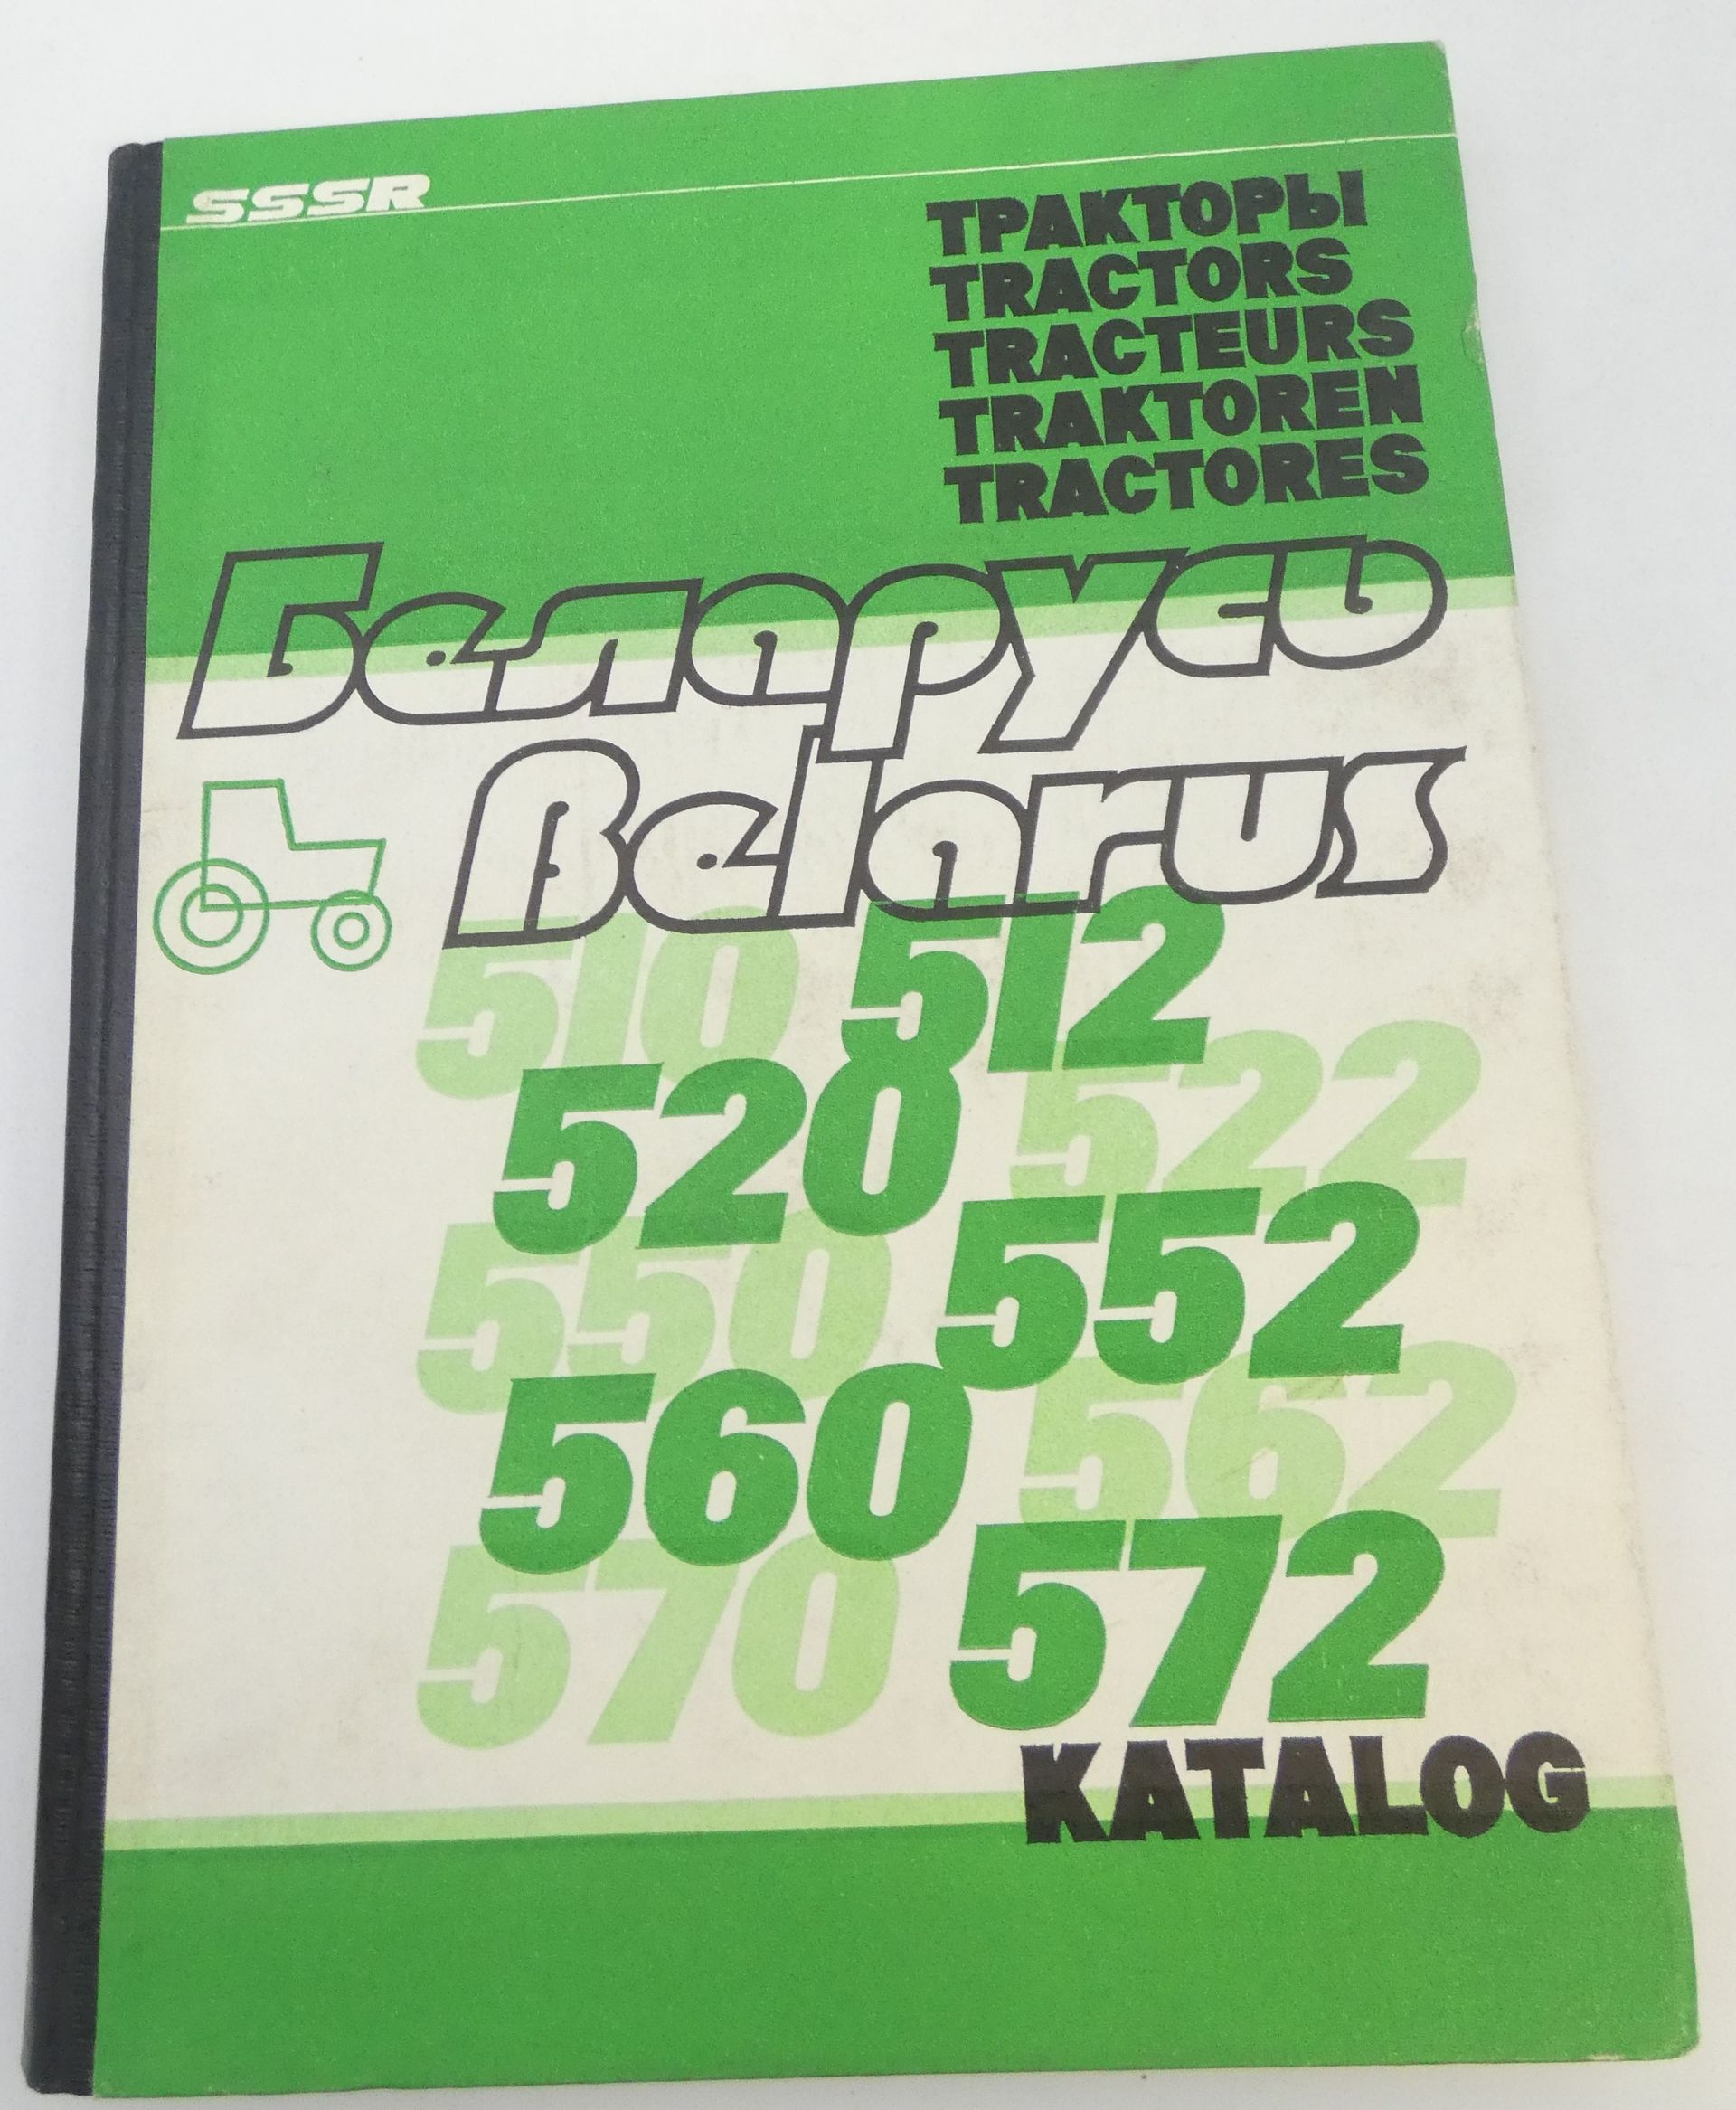 SSSR
ТРАКТОРЫ
TRACTORS
TRACTEURS
TRAKTOREN
TRACTORES
Беларусь
Belarus
510 512
520 522
550 552
560 562
570 572
KATALOG